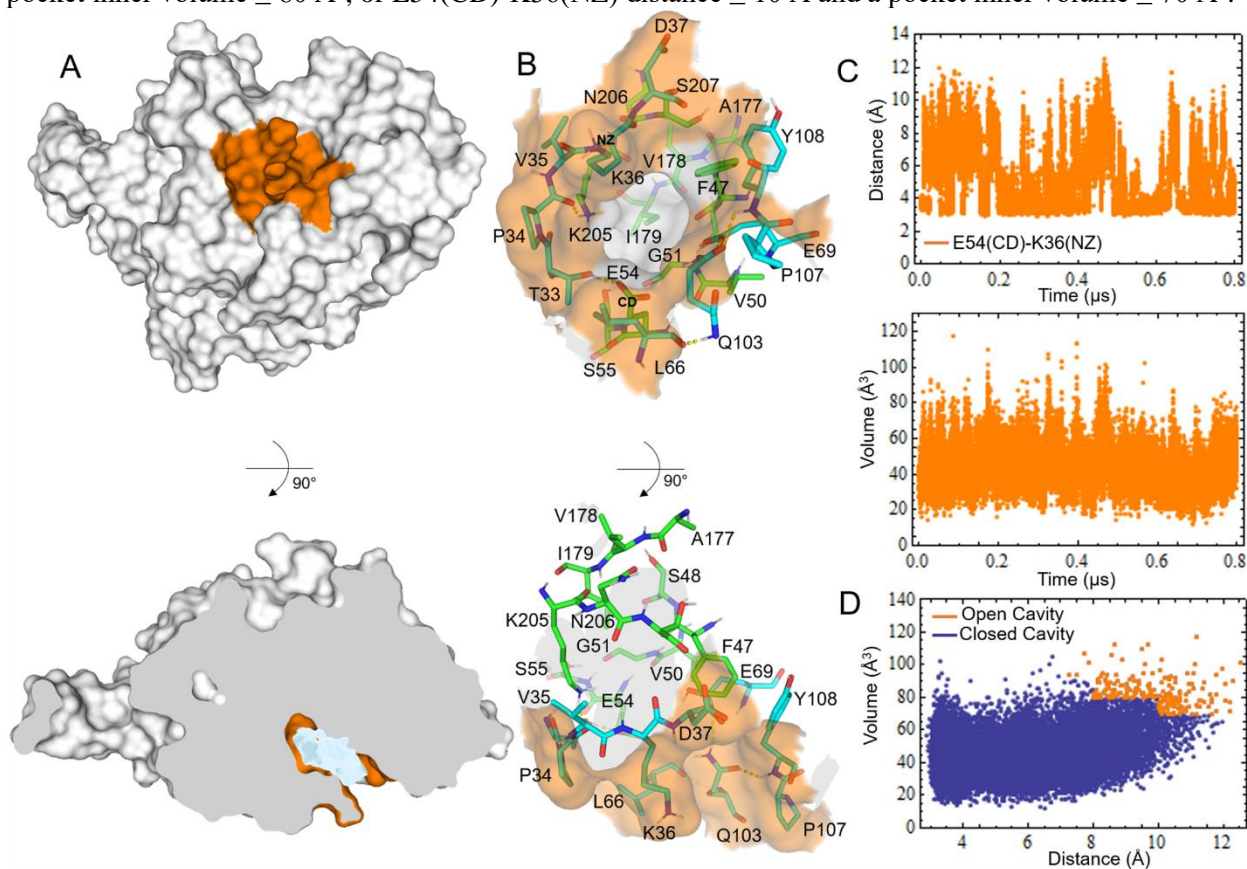 pocket inner volume ≥ 80 Å³, or E54(CD)-K36(NZ) distance ≥ 10 Å and a pocket inner volume ≥ 70 Å³.
A
B
D37
N206
S207
A177
Y108
NZ
V35
V178
K36
F47
P34
K205
I179
E69
G51
T33
E54
P107
CD
V50
Q103
S55
L66
90°
90°
V178
A177
I179
S48
K205
N206
G51
F47
S55
V50
E69
V35
E54
Y108
D37
P34
L66
K36
Q103
P107
C
14
12
10
8
6
4
2
0
Distance (Å)
E54(CD)-K36(NZ)
0.0 0.2 0.4 0.6 0.8
Time (µs)
120
100
80
60
40
20
0
Volume (Å³)
0.0 0.2 0.4 0.6 0.8
Time (µs)
D
140
120
100
80
60
40
20
0
Volume (Å³)
Open Cavity
Closed Cavity
4 6 8 10 12
Distance (Å)